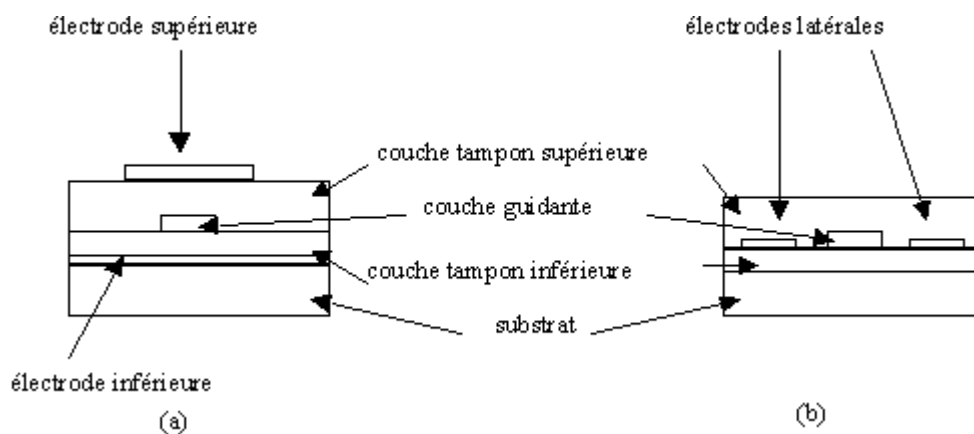 électrode supérieure
électrodes latérales
couche tampon supérieure
couche guidante
couche tampon inférieure
substrat
électrode inférieure
(a)
(b)